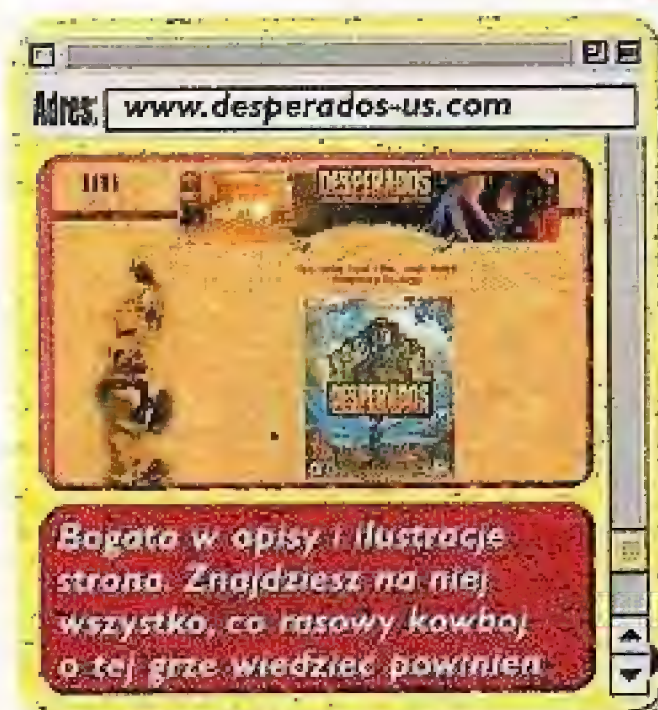 Adres: www.desperados-us.com
DESPERADOS
DESPERADOS
Bogata w opisy i ilustracje
strona. Znajdziesz na niej
wszystko, co rasowy kowboj
o tej grze wiedzieć powinien